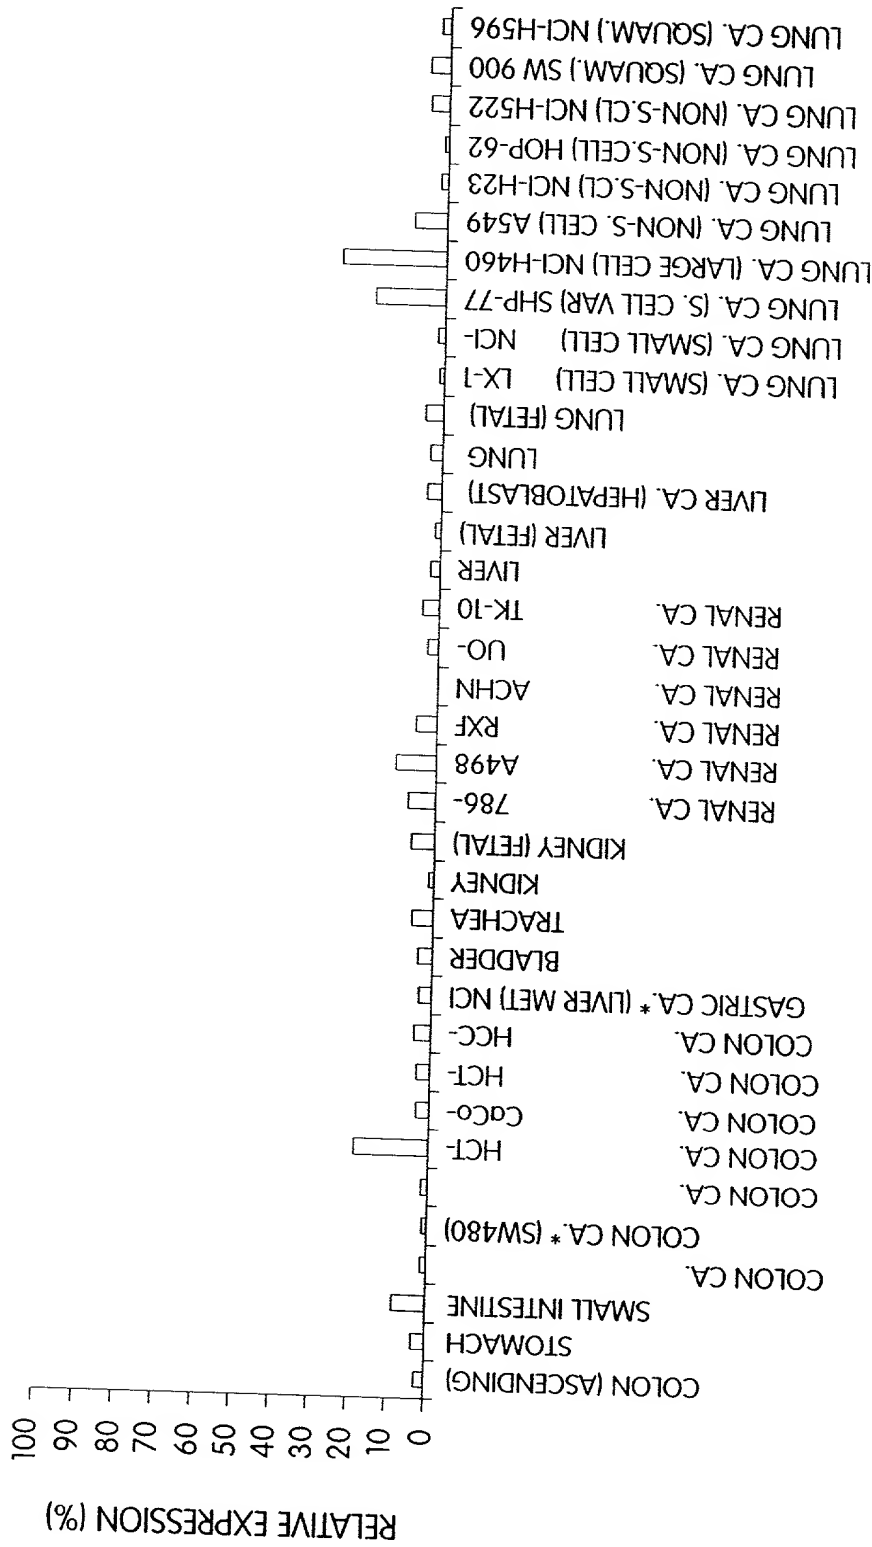 RELATIVE EXPRESSION (%)
100
90
80
70
60
50
40
30
20
10
0
COLON (ASCENDING)
STOMACH
SMALL INTESTINE
COLON CA.
COLON CA.* (SW480)
COLON CA.
COLON CA. HCT-
COLON CA. CaCo-
COLON CA. HCT-
COLON CA. HCC-
GASTRIC CA.* (LIVER MET) NCI
BLADDER
TRACHEA
KIDNEY
KIDNEY (FETAL)
RENAL CA. 786-
RENAL CA. A498
RENAL CA. RXF
RENAL CA. ACHN
RENAL CA. UO-
RENAL CA. TK-10
LIVER
LIVER (FETAL)
LIVER CA. (HEPATOBLAST)
LUNG
LUNG (FETAL)
LUNG CA. (SMALL CELL) LX-1
LUNG CA. (SMALL CELL) NCI-
LUNG CA. (S. CELL VAR) SHP-77
LUNG CA. (LARGE CELL) NCI-H460
LUNG CA. (NON-S. CELL) A549
LUNG CA. (NON-S.CL) NCI-H23
LUNG CA. (NON-S.CELL) HOP-62
LUNG CA. (NON-S.CL) NCI-H522
LUNG CA. (SQUAM.) SW 900
LUNG CA. (SQUAM.) NCI-H596